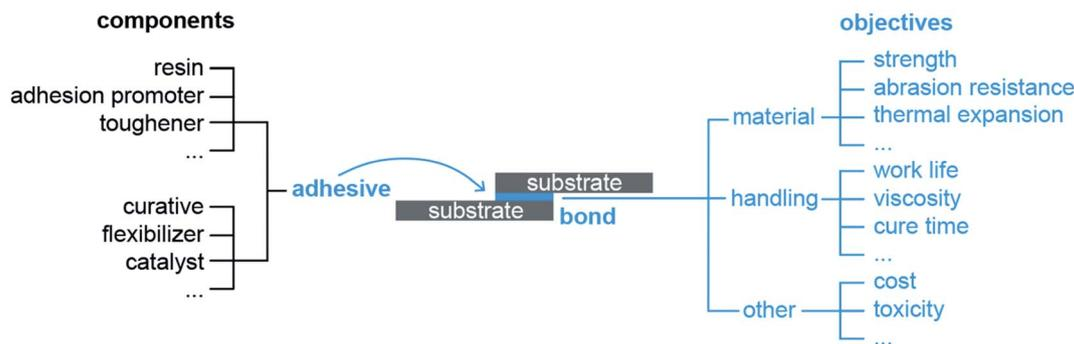 components
resin
adhesion promoter
toughener
...
curative
flexibilizer
catalyst
...
adhesive
substrate
substrate
bond
objectives
material
strength
abrasion resistance
thermal expansion
...
handling
work life
viscosity
cure time
...
other
cost
toxicity
...